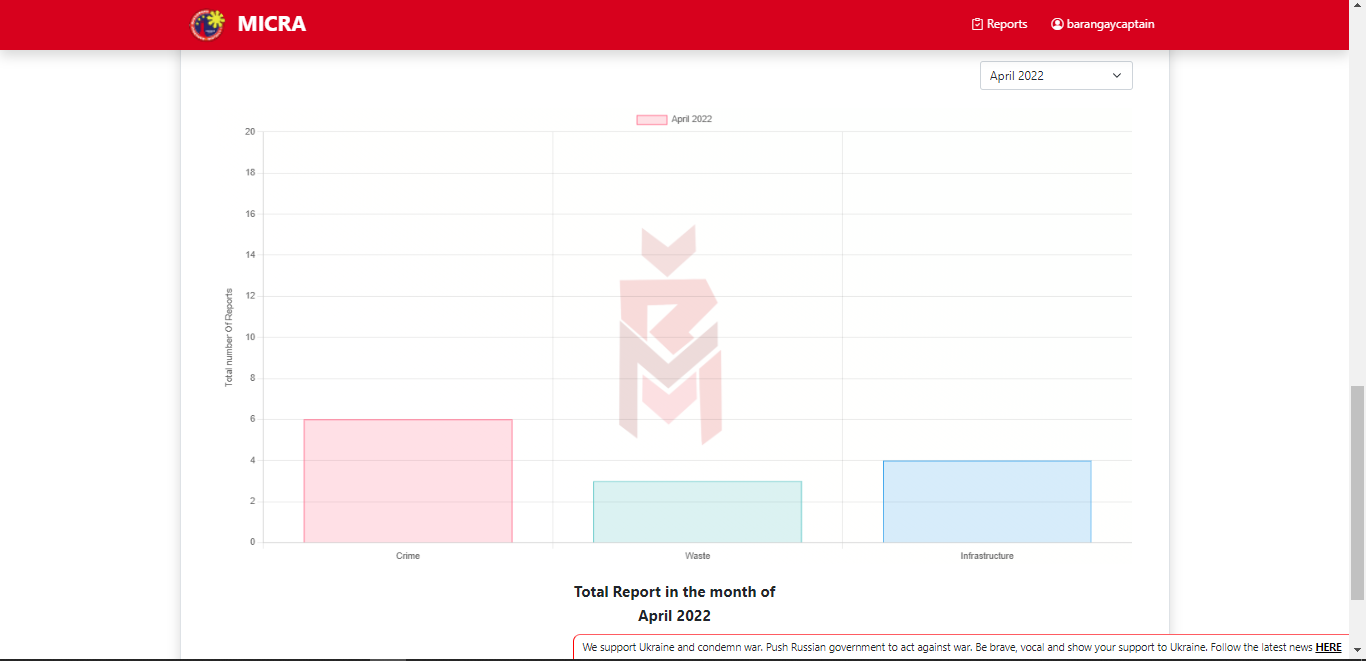 MICRA
Reports
barangaycaptain
April 2022
April 2022
20
18
16
14
12
10
8
6
4
2
0
Total number Of Reports
Crime
Waste
Infrastructure
Total Report in the month of
April 2022
We support Ukraine and condemn war. Push Russian government to act against war. Be brave, vocal and show your support to Ukraine. Follow the latest news HERE